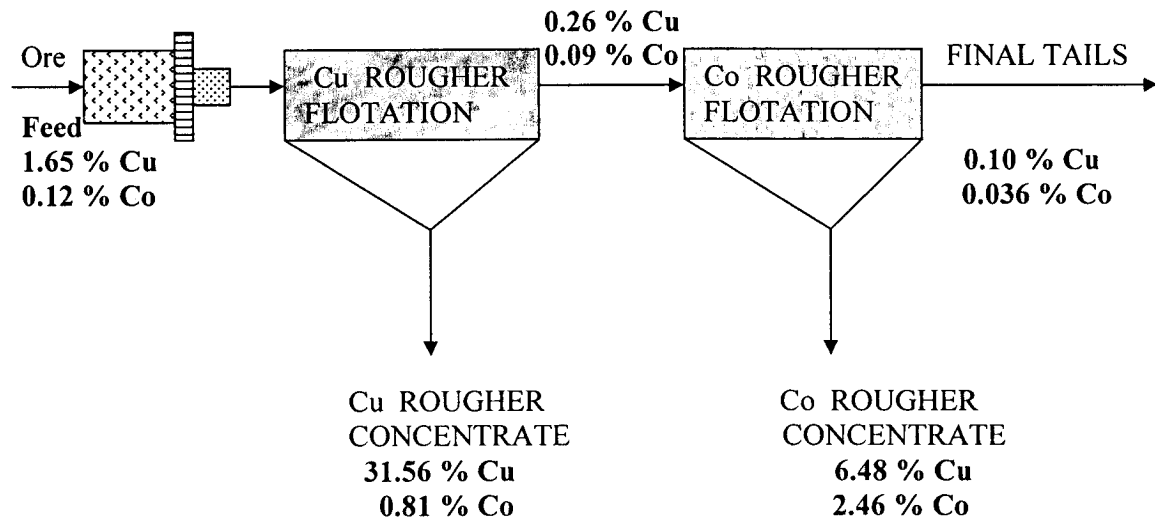 Ore
Feed
1.65 % Cu
0.12 % Co
Cu ROUGHER
FLOTATION
0.26 % Cu
0.09 % Co
Co ROUGHER
FLOTATION
FINAL TAILS
0.10 % Cu
0.036 % Co
Cu ROUGHER
CONCENTRATE
31.56 % Cu
0.81 % Co
Co ROUGHER
CONCENTRATE
6.48 % Cu
2.46 % Co